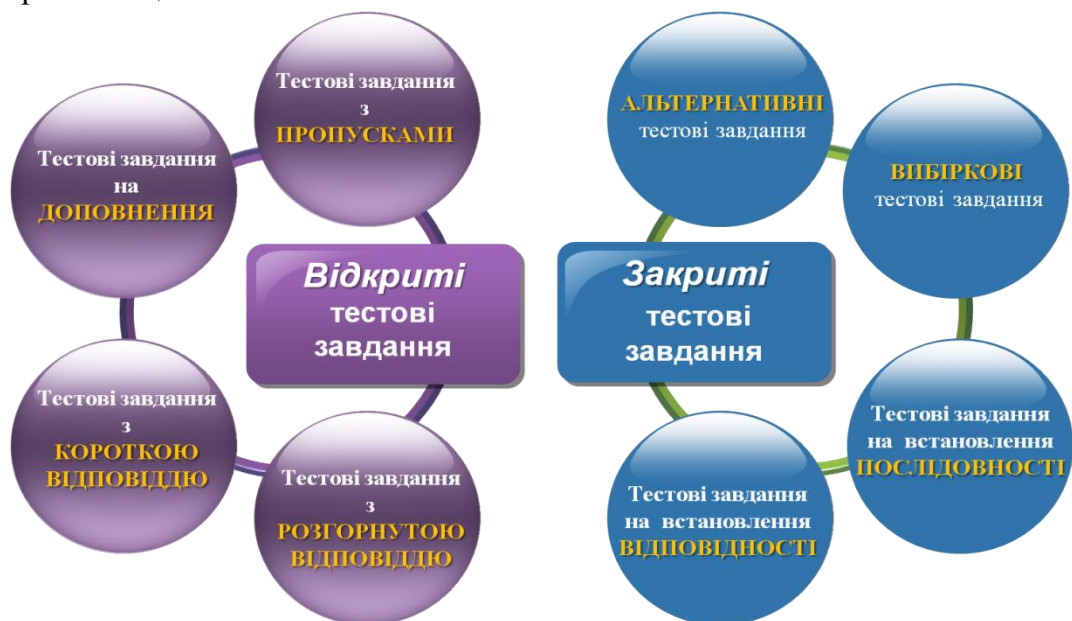 Тестові завдання
з
ПРОПУСКАМИ
Тестові завдання
на
ДОПОВНЕННЯ
Відкриті
тестові
завдання
Тестові завдання
з
КОРОТКОЮ
ВІДПОВІДДЮ
Тестові завдання
з
РОЗГОРНУТОЮ
ВІДПОВІДДЮ
АЛЬТЕРНАТИВНІ
тестові завдання
ВИБІРКОВІ
тестові завдання
Закриті
тестові
завдання
Тестові завдання
на встановлення
ПОСЛІДОВНОСТІ
Тестові завдання
на встановлення
ВІДПОВІДНОСТІ